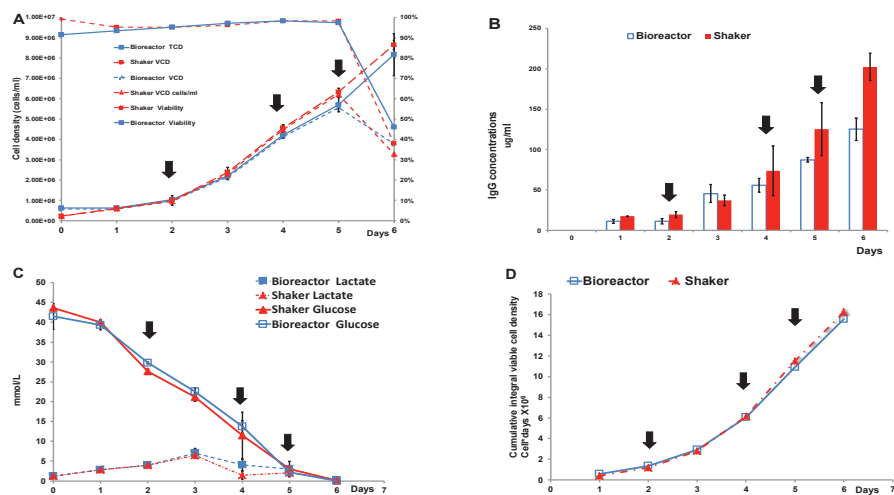 A
1.00E+07
9.00E+06
8.00E+06
7.00E+06
6.00E+06
5.00E+06
4.00E+06
3.00E+06
2.00E+06
1.00E+06
0.00E+00
Cell density (cells/ml)
100%
90%
80%
70%
60%
50%
40%
30%
20%
10%
0%
Bioreactor TCD
Shaker VCD
Bioreactor VCD
Shaker VCD cells/ml
Shaker Viability
Bioreactor Viability
0 1 2 3 4 5 6
Days
B
Bioreactor Shaker
250
200
150
100
50
0
IgG concentrations
ug/ml
0 1 2 3 4 5 6
Days
C
Bioreactor Lactate
Shaker Lactate
Shaker Glucose
Bioreactor Glucose
45
40
35
30
25
20
15
10
5
0
mmol/L
0 1 2 3 4 5 6 Days 7
D
Bioreactor Shaker
18
16
14
12
10
8
6
4
2
0
Cumulative integral viable cell density
Cell*days X10⁶
0 1 2 3 4 5 6 7
Days